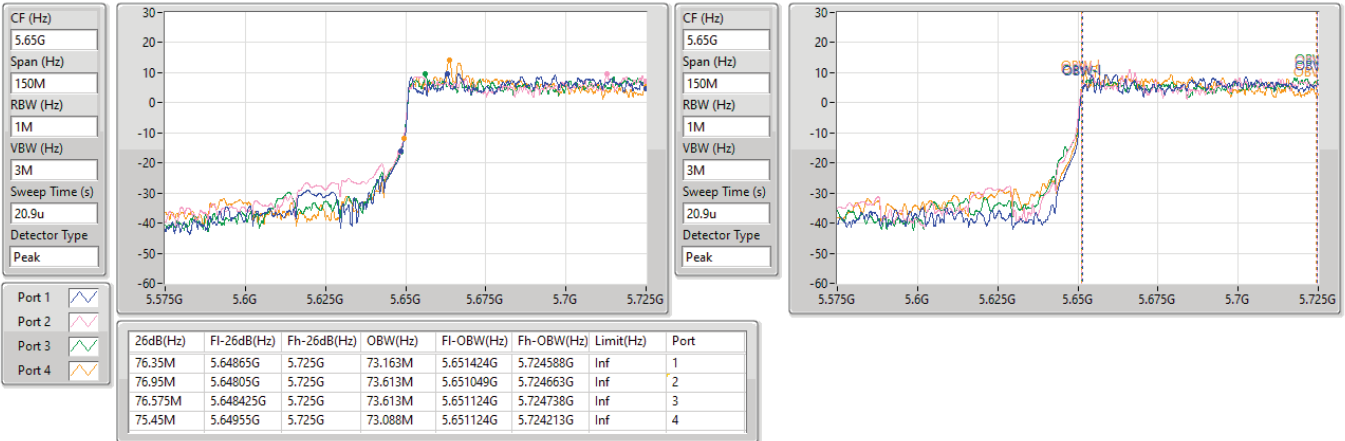 CF (Hz)
5.65G
Span (Hz)
150M
RBW (Hz)
1M
VBW (Hz)
3M
Sweep Time (s)
20.9u
Detector Type
Peak
30
20
10
0
-10
-20
-30
-40
-50
-60
5.575G 5.6G 5.625G 5.65G 5.675G 5.7G 5.725G
CF (Hz)
5.65G
Span (Hz)
150M
RBW (Hz)
1M
VBW (Hz)
3M
Sweep Time (s)
20.9u
Detector Type
Peak
30
20
10
0
-10
-20
-30
-40
-50
-60
OBW-1
OBW
5.575G 5.6G 5.625G 5.65G 5.675G 5.7G 5.725G
Port 1
Port 2
Port 3
Port 4
26dB(Hz) Fl-26dB(Hz) Fh-26dB(Hz) OBW(Hz) Fl-OBW(Hz) Fh-OBW(Hz) Limit(Hz) Port
76.35M 5.64865G 5.725G 73.163M 5.651424G 5.724588G Inf 1
76.95M 5.64805G 5.725G 73.613M 5.651049G 5.724663G Inf 2
76.575M 5.648425G 5.725G 73.613M 5.651124G 5.724738G Inf 3
75.45M 5.64955G 5.725G 73.088M 5.651124G 5.724213G Inf 4